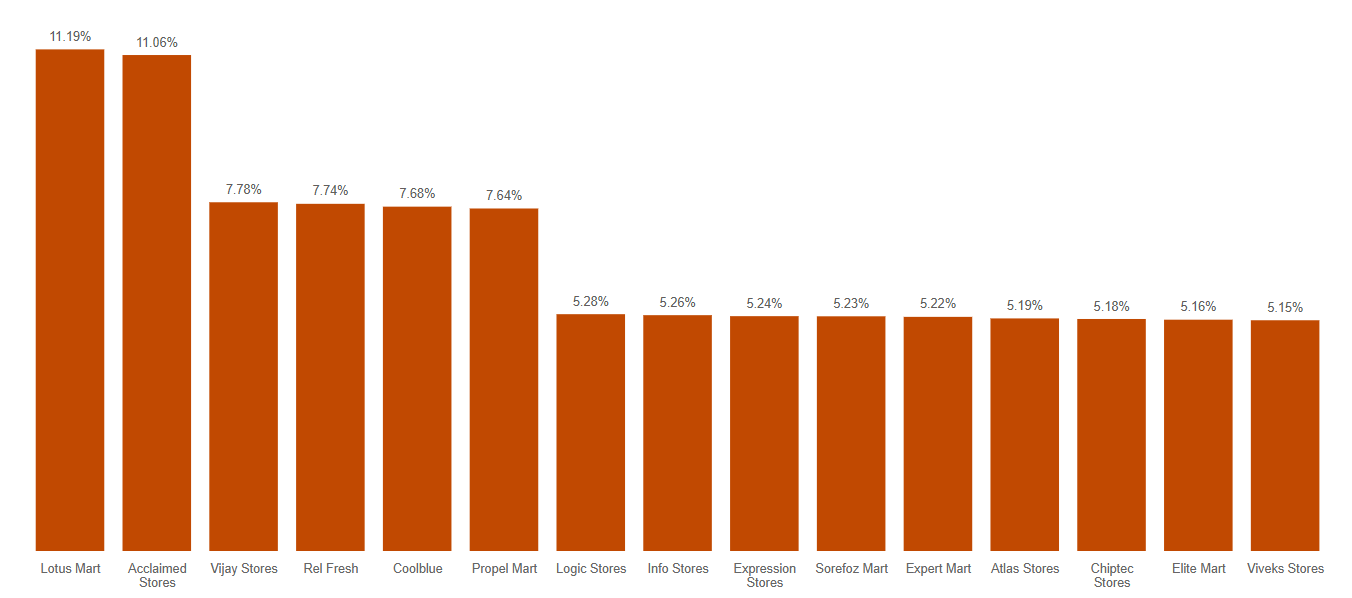 11.19%
11.06%
7.78%
7.74%
7.68%
7.64%
5.28%
5.26%
5.24%
5.23%
5.22%
5.19%
5.18%
5.16%
5.15%
Lotus Mart
Acclaimed
Stores
Vijay Stores
Rel Fresh
Coolblue
Propel Mart
Logic Stores
Info Stores
Expression
Stores
Sorefoz Mart
Expert Mart
Atlas Stores
Chiptec
Stores
Elite Mart
Viveks Stores